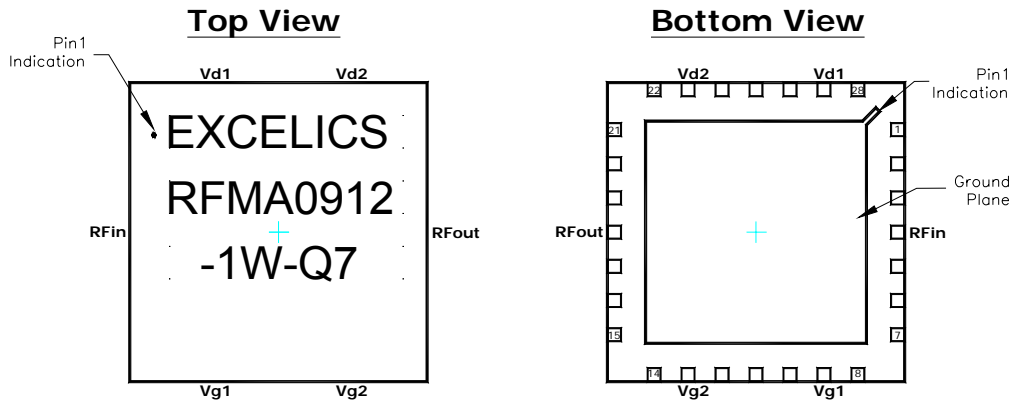 Top View
Pin1
Indication
Vd1
Vd2
EXCELICS
RFMA0912
-1W-Q7
RFin
RFout
Vg1
Vg2
Bottom View
Vd2
Vd1
22
28
Pin1
Indication
21
1
Ground
Plane
RFout
RFin
15
7
14
8
Vg2
Vg1